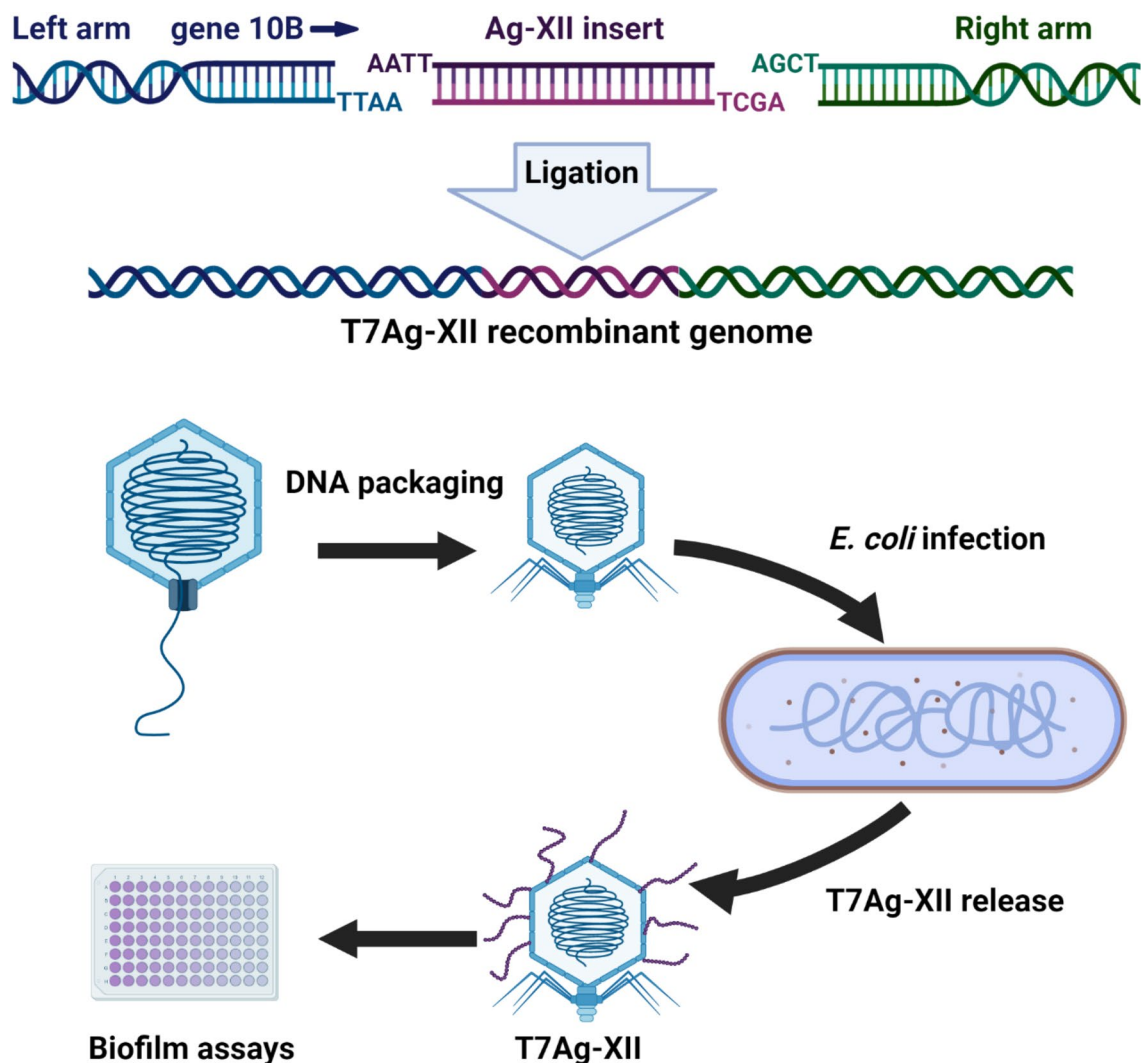 Left arm gene 10B Ag-XII insert Right arm
AATT AGCT
TTAA TCGA
Ligation
T7Ag-XII recombinant genome
DNA packaging
E. coli infection
T7Ag-XII release
Biofilm assays T7Ag-XII